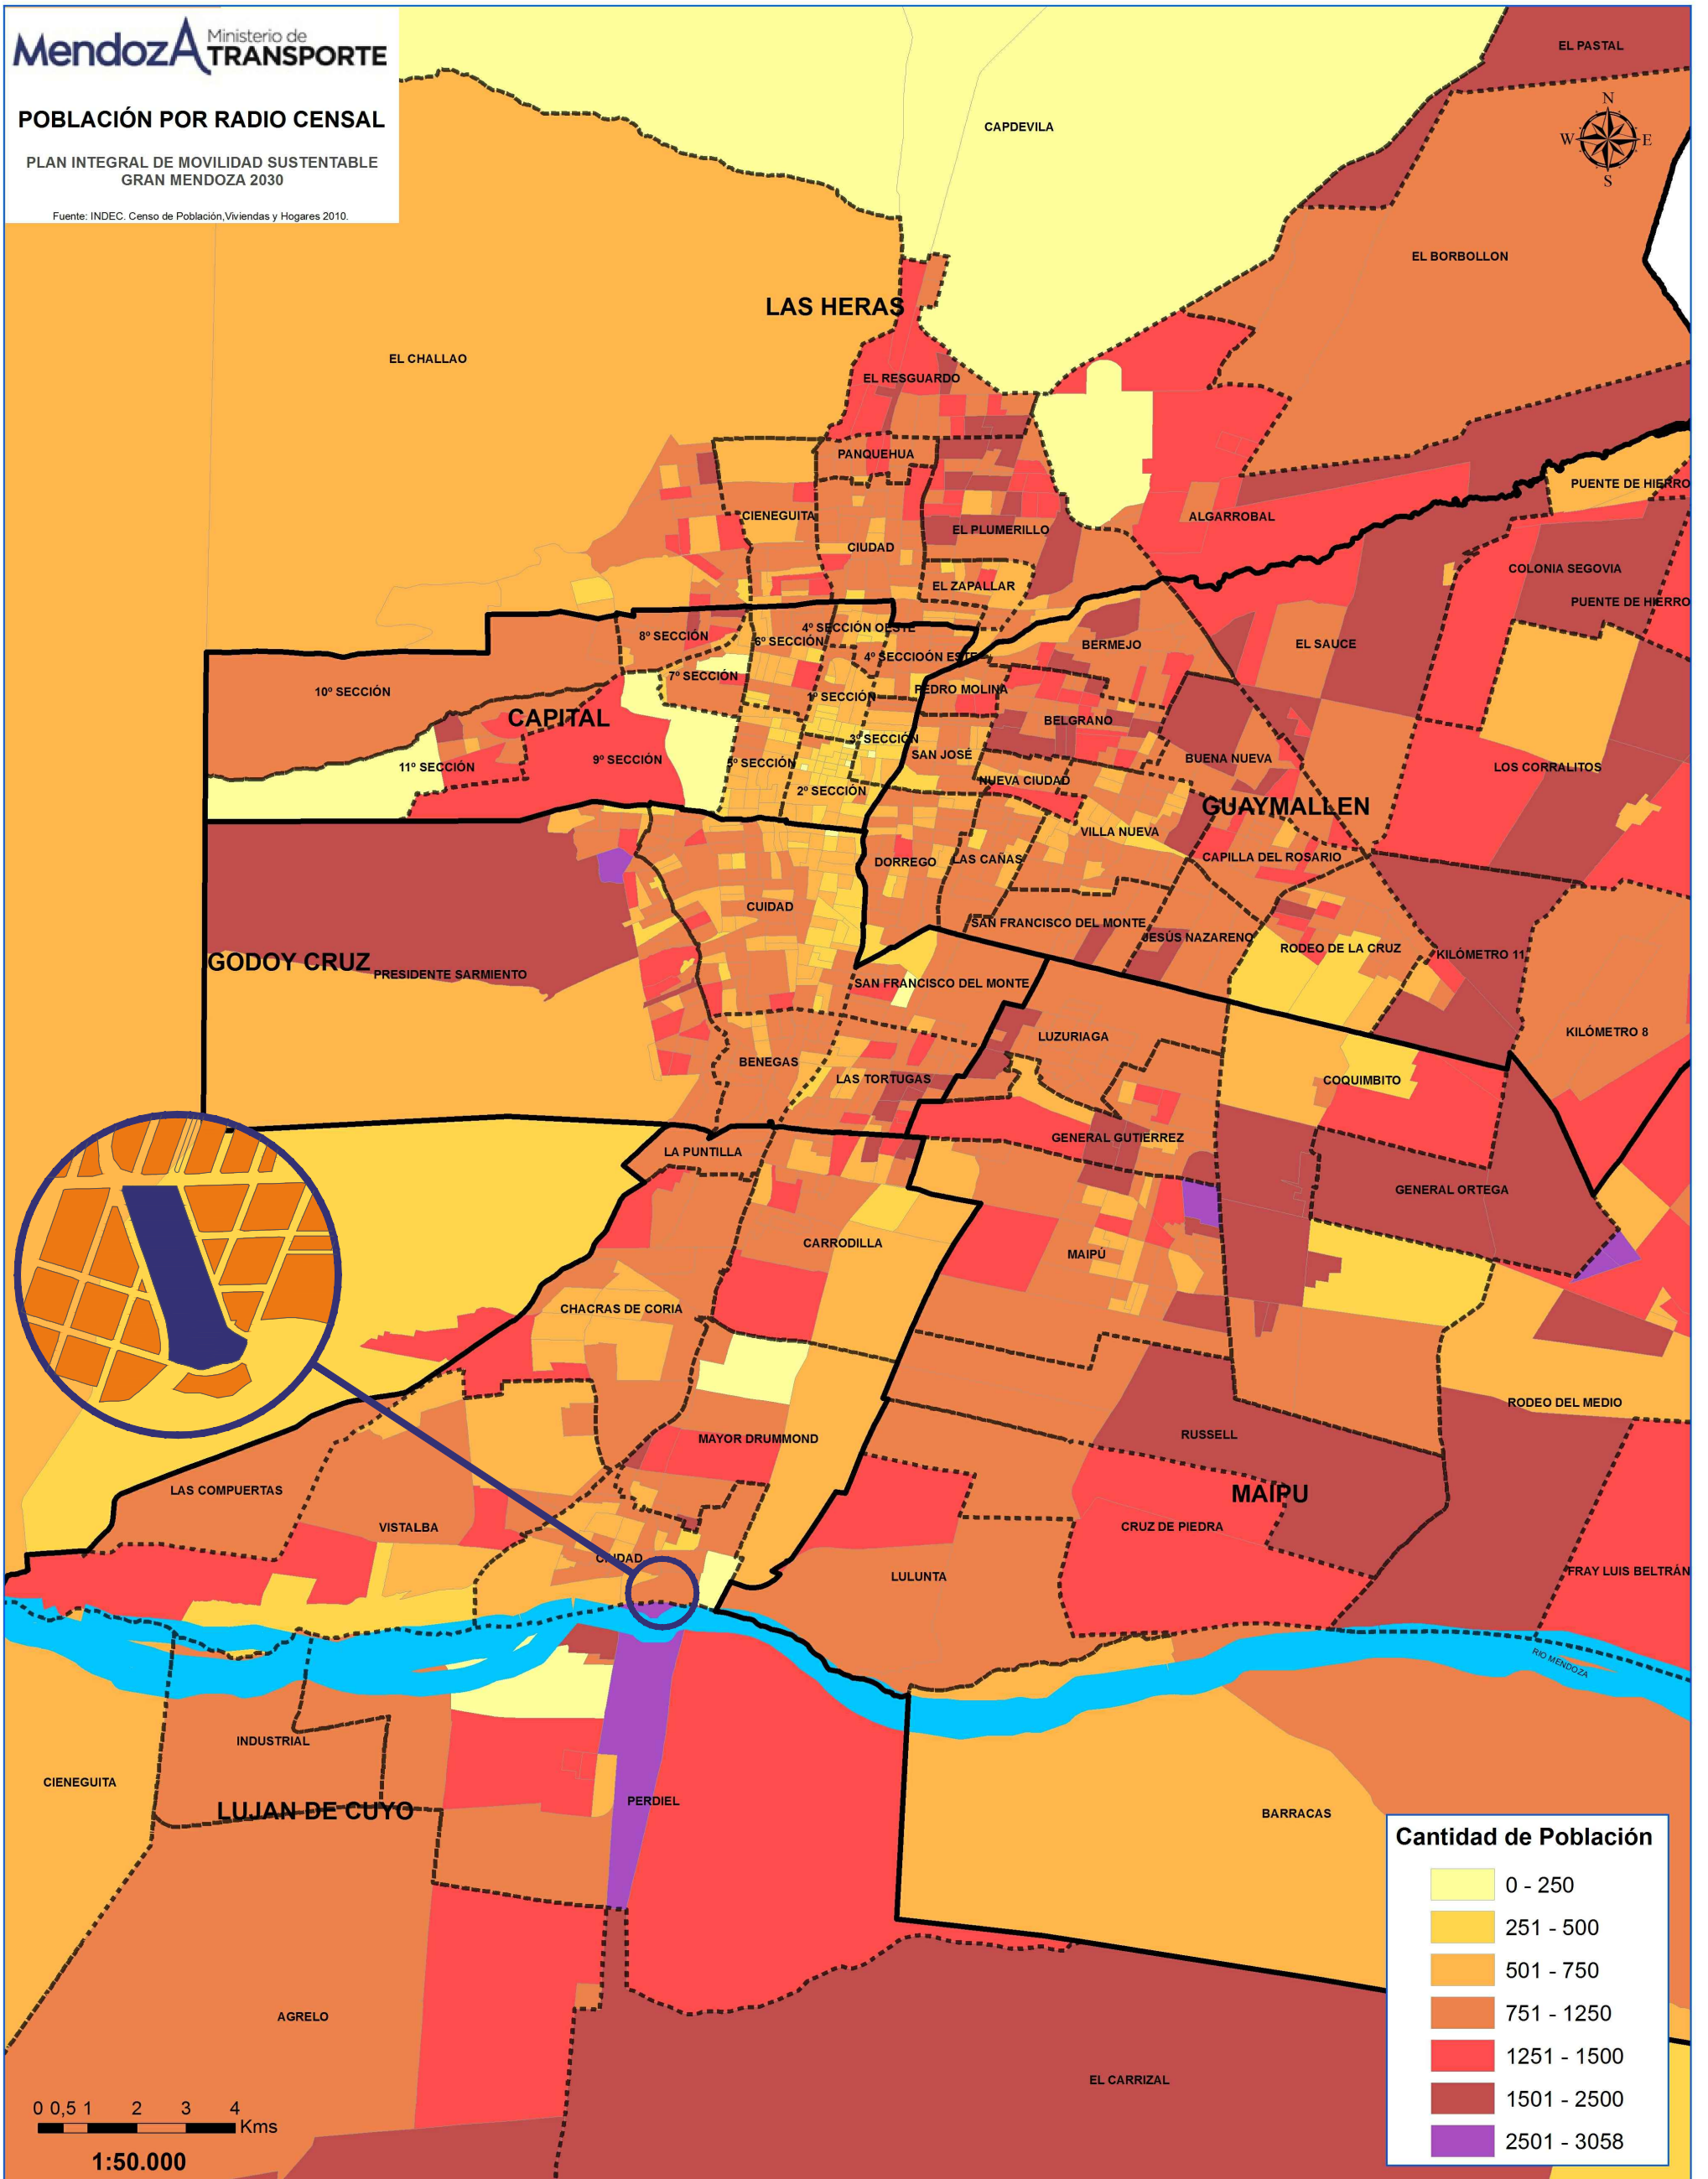 MendozA Ministerio de
TRANSPORTE
POBLACIÓN POR RADIO CENSAL
PLAN INTEGRAL DE MOVILIDAD SUSTENTABLE
GRAN MENDOZA 2030
Fuente: INDEC. Censo de Población,Viviendas y Hogares 2010.
EL PASTAL
N
W E
S
CAPDEVILA
EL BORBOLLON
LAS HERAS
EL CHALLAO
EL RESGUARDO
PANQUEHUA
PUENTE DE HIERRO
CIENEGUITA
ALGARROBAL
EL PLUMERILLO
CIUDAD
COLONIA SEGOVIA
EL ZAPALLAR
PUENTE DE HIERRO
4º SECCIÓN OESTE
8º SECCIÓN
6º SECCIÓN
BERMEJO
EL SAUCE
4º SECCIOÓN ESTE
7º SECCIÓN
10º SECCIÓN
PEDRO MOLINA
1º SECCIÓN
CAPITAL
BELGRANO
3º SECCIÓN
SAN JOSÉ
9º SECCIÓN
5º SECCIÓN
BUENA NUEVA
11º SECCIÓN
LOS CORRALITOS
NUEVA CIUDAD
2º SECCIÓN
GUAYMALLEN
VILLA NUEVA
DORREGO
LAS CAÑAS
CAPILLA DEL ROSARIO
CUIDAD
SAN FRANCISCO DEL MONTE
JESÚS NAZARENO
RODEO DE LA CRUZ
KILÓMETRO 11
GODOY CRUZ
PRESIDENTE SARMIENTO
SAN FRANCISCO DEL MONTE
KILÓMETRO 8
LUZURIAGA
BENEGAS
LAS TORTUGAS
COQUIMBITO
GENERAL GUTIERREZ
LA PUNTILLA
GENERAL ORTEGA
CARRODILLA
MAIPÚ
CHACRAS DE CORIA
RODEO DEL MEDIO
RUSSELL
MAYOR DRUMMOND
LAS COMPUERTAS
MAIPU
VISTALBA
CRUZ DE PIEDRA
CIUDAD
LULUNTA
FRAY LUIS BELTRÁN
RIO MENDOZA
INDUSTRIAL
CIENEGUITA
PERDIEL
LUJAN DE CUYO
BARRACAS
AGRELO
EL CARRIZAL
Cantidad de Población
0 - 250
251 - 500
501 - 750
751 - 1250
1251 - 1500
1501 - 2500
2501 - 3058
0 0,5 1 2 3 4
Kms
1:50.000